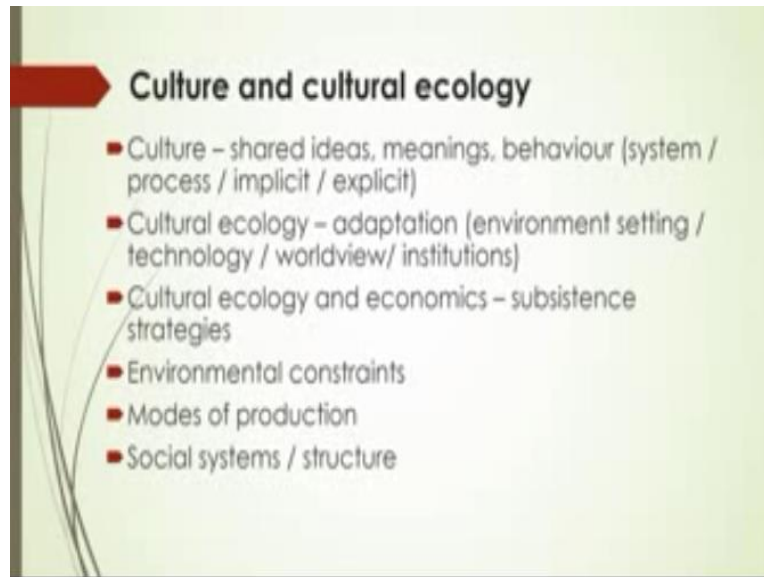 Culture and cultural ecology
Culture – shared ideas, meanings, behaviour (system /
process / implicit / explicit)
Cultural ecology – adaptation (environment setting /
technology / worldview/ institutions)
Cultural ecology and economics – subsistence
strategies
Environmental constraints
Modes of production
Social systems / structure